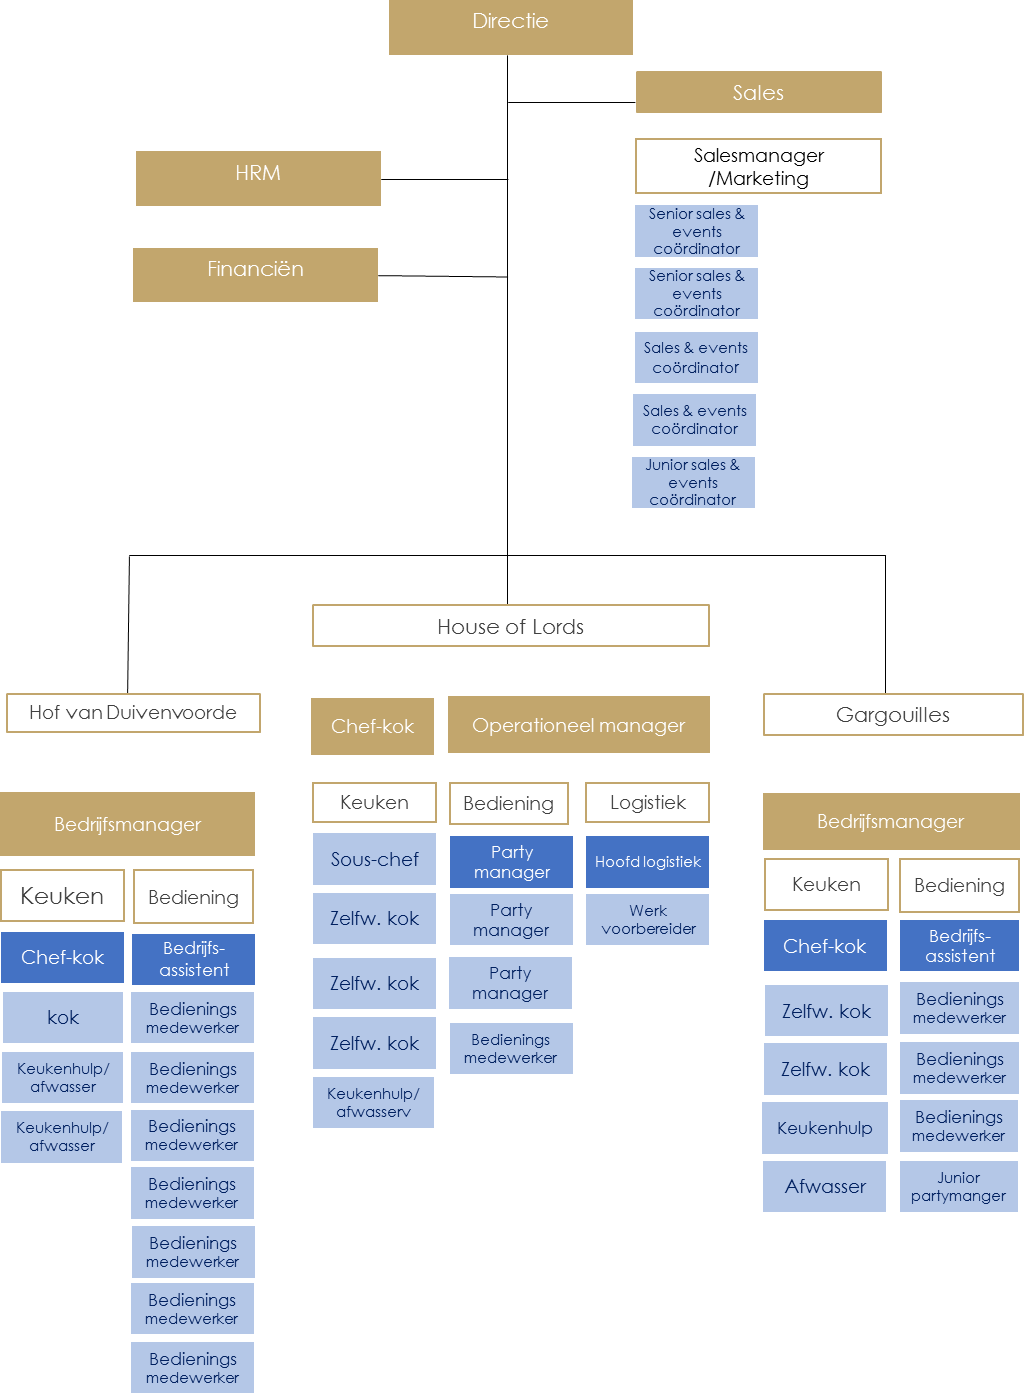 Directie
Sales
Salesmanager
/Marketing
HRM
Senior sales &
events
coördinator
Financiën
Senior sales &
events
coördinator
Sales & events
coördinator
Sales & events
coördinator
Junior sales &
events
coördinator
House of Lords
Hof van Duivenvoorde
Bedrijfsmanager
Keuken
Chef-kok
kok
Keukenhulp/
afwasser
Keukenhulp/
afwasser
Bediening
Bedrijfs-
assistent
Bedienings
medewerker
Bedienings
medewerker
Bedienings
medewerker
Bedienings
medewerker
Bedienings
medewerker
Bedienings
medewerker
Bedienings
medewerker
Chef-kok
Keuken
Sous-chef
Zelfw. kok
Zelfw. kok
Zelfw. kok
Keukenhulp/
afwasserv
Operationeel manager
Bediening
Party
manager
Party
manager
Party
manager
Bedienings
medewerker
Logistiek
Hoofd logistiek
Werk
voorbereider
Gargouilles
Bedrijfsmanager
Keuken
Chef-kok
Zelfw. kok
Zelfw. kok
Keukenhulp
Afwasser
Bediening
Bedrijfs-
assistent
Bedienings
medewerker
Bedienings
medewerker
Bedienings
medewerker
Junior
partymanger